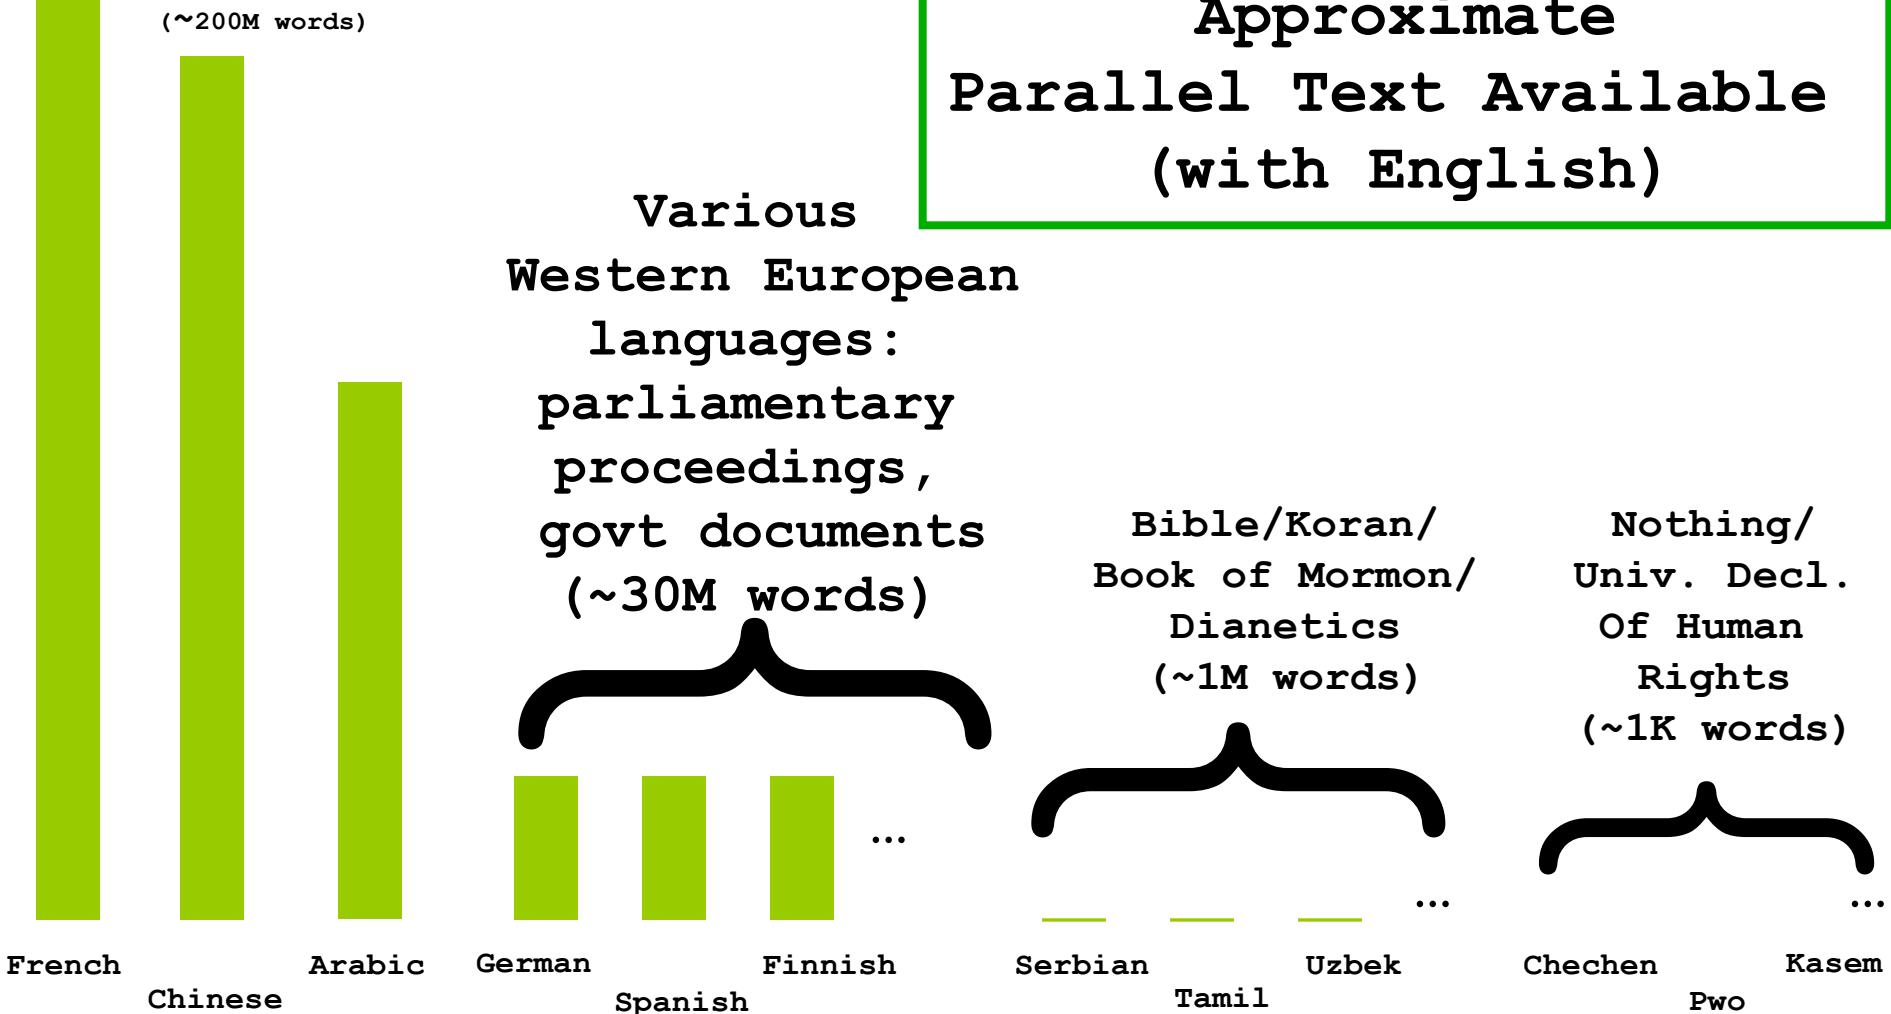 (~200M words)
Approximate
Parallel Text Available
(with English)
Various
Western European
languages:
parliamentary
proceedings,
govt documents
(~30M words)
Bible/Koran/
Book of Mormon/
Dianetics
(~1M words)
Nothing/
Univ. Decl.
Of Human
Rights
(~1K words)
...
...
...
French
Chinese
Arabic
German
Spanish
Finnish
Serbian
Tamil
Uzbek
Chechen
Pwo
Kasem